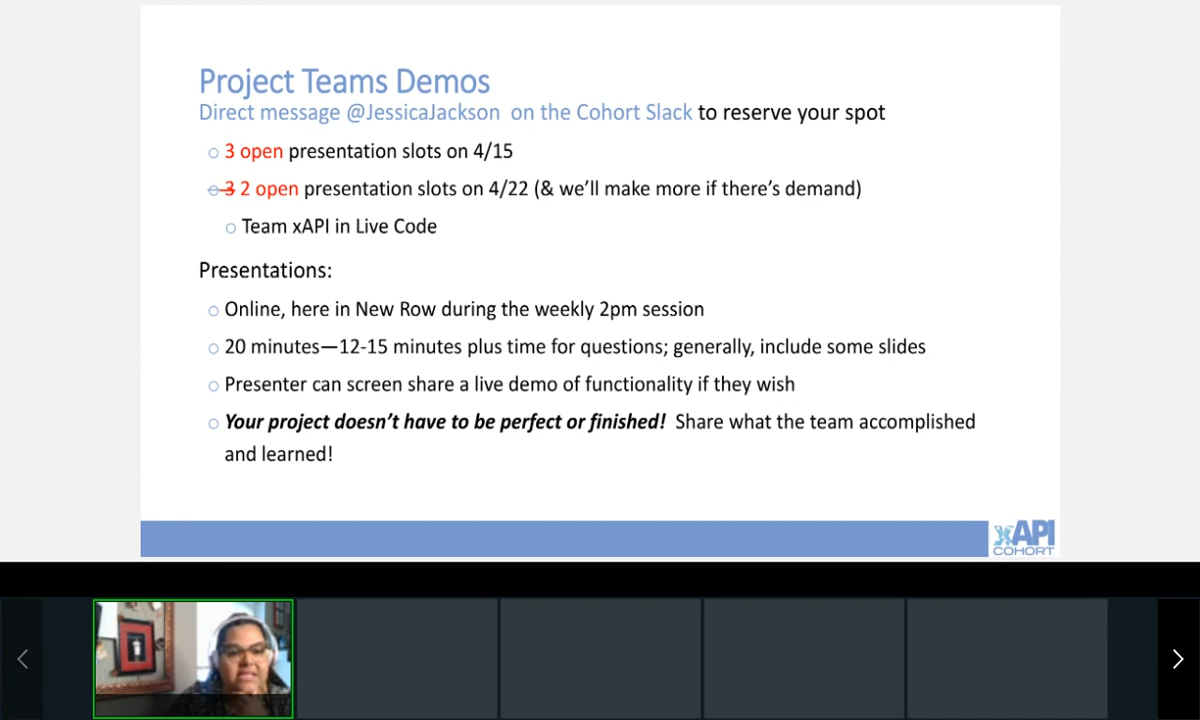 Project Teams Demos
Direct message @JessicaJackson on the Cohort Slack to reserve your spot
3 open presentation slots on 4/15
3 2 open presentation slots on 4/22 (& we’ll make more if there’s demand)
Team xAPI in Live Code
Presentations:
Online, here in New Row during the weekly 2pm session
20 minutes—12-15 minutes plus time for questions; generally, include some slides
Presenter can screen share a live demo of functionality if they wish
Your project doesn’t have to be perfect or finished! Share what the team accomplished
and learned!
xAPI
COHORT